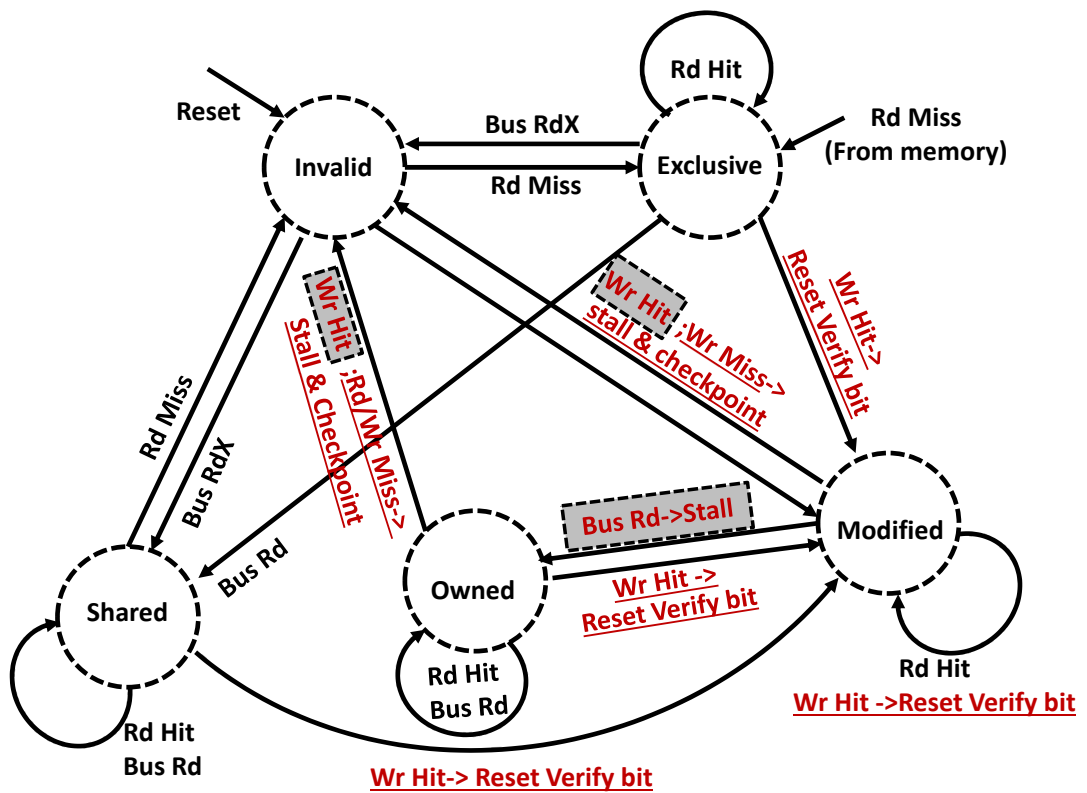 Rd Hit
Reset
Bus RdX
Rd Miss
(From memory)
Invalid
Exclusive
Rd Miss
Wr Hit->
Reset Verify bit
Wr Hit ;Wr Miss->
stall & checkpoint
Wr Hit ;Rd/Wr Miss->
Stall & Checkpoint
Rd Miss
Bus RdX
Bus Rd
Bus Rd->Stall
Modified
Owned
Wr Hit ->
Reset Verify bit
Shared
Rd Hit
Bus Rd
Rd Hit
Wr Hit ->Reset Verify bit
Rd Hit
Bus Rd
Wr Hit-> Reset Verify bit